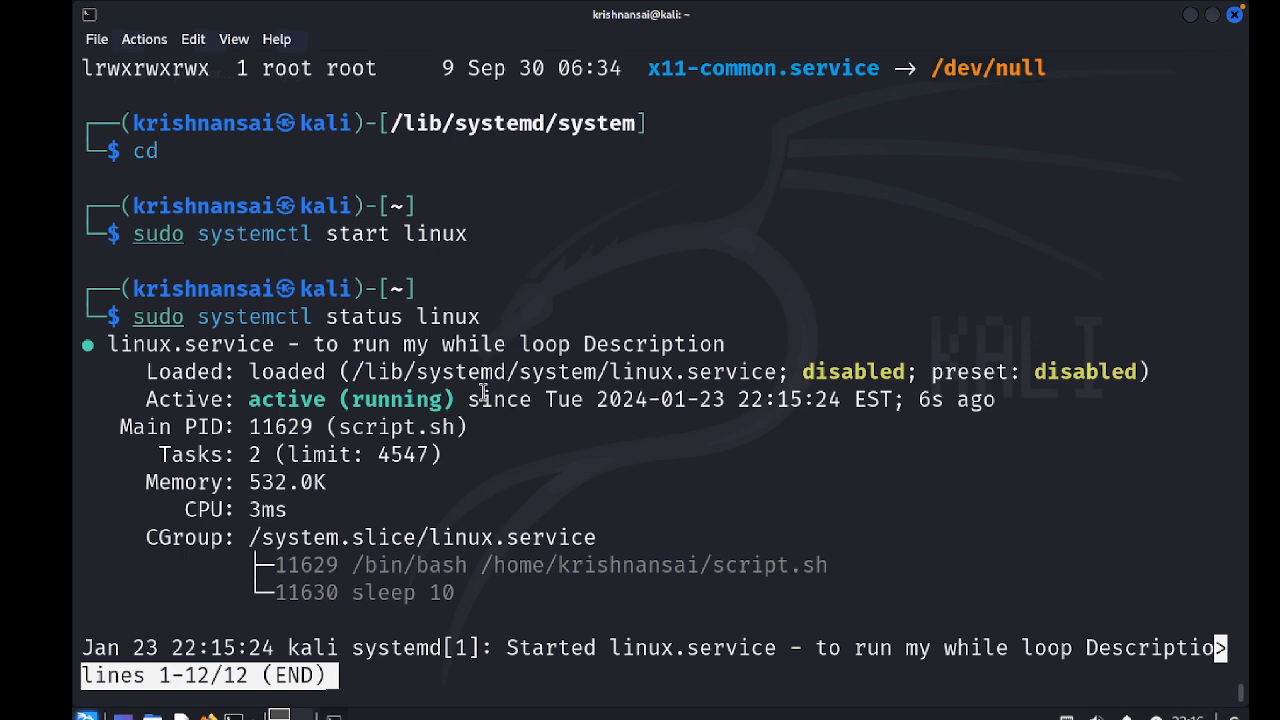 krishnansai@kali: ~
File Actions Edit View Help
lrwxrwxrwx 1 root root 9 Sep 30 06:34 x11-common.service → /dev/null
┌──(krishnansai㉿kali)-[/lib/systemd/system]
└─$ cd
┌──(krishnansai㉿kali)-[~]
└─$ sudo systemctl start linux
┌──(krishnansai㉿kali)-[~]
└─$ sudo systemctl status linux
● linux.service - to run my while loop Description
Loaded: loaded (/lib/systemd/system/linux.service; disabled; preset: disabled)
Active: active (running) since Tue 2024-01-23 22:15:24 EST; 6s ago
Main PID: 11629 (script.sh)
Tasks: 2 (limit: 4547)
Memory: 532.0K
CPU: 3ms
CGroup: /system.slice/linux.service
├─11629 /bin/bash /home/krishnansai/script.sh
└─11630 sleep 10
Jan 23 22:15:24 kali systemd[1]: Started linux.service - to run my while loop Descriptio>
lines 1-12/12 (END)
KALI